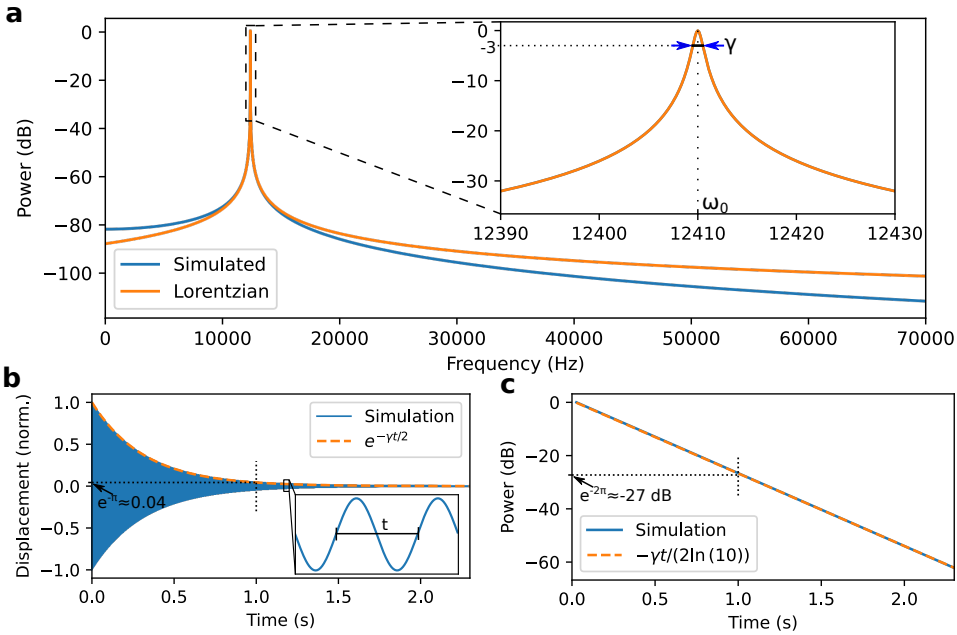 a
Power (dB)
0
−20
−40
−60
−80
−100
0
10000
20000
30000
40000
50000
60000
70000
Frequency (Hz)
Simulated
Lorentzian
0
-3
−10
−20
−30
γ
ω₀
12390
12400
12410
12420
12430
b
Displacement (norm.)
1.0
0.5
0.0
−0.5
−1.0
Simulation
e^{−γt/2}
e^{-π}≈0.04
t
0.0
0.5
1.0
1.5
2.0
Time (s)
c
Power (dB)
0
−20
−40
−60
e^{-2π}≈-27 dB
Simulation
−γt/(2ln (10))
0.0
0.5
1.0
1.5
2.0
Time (s)